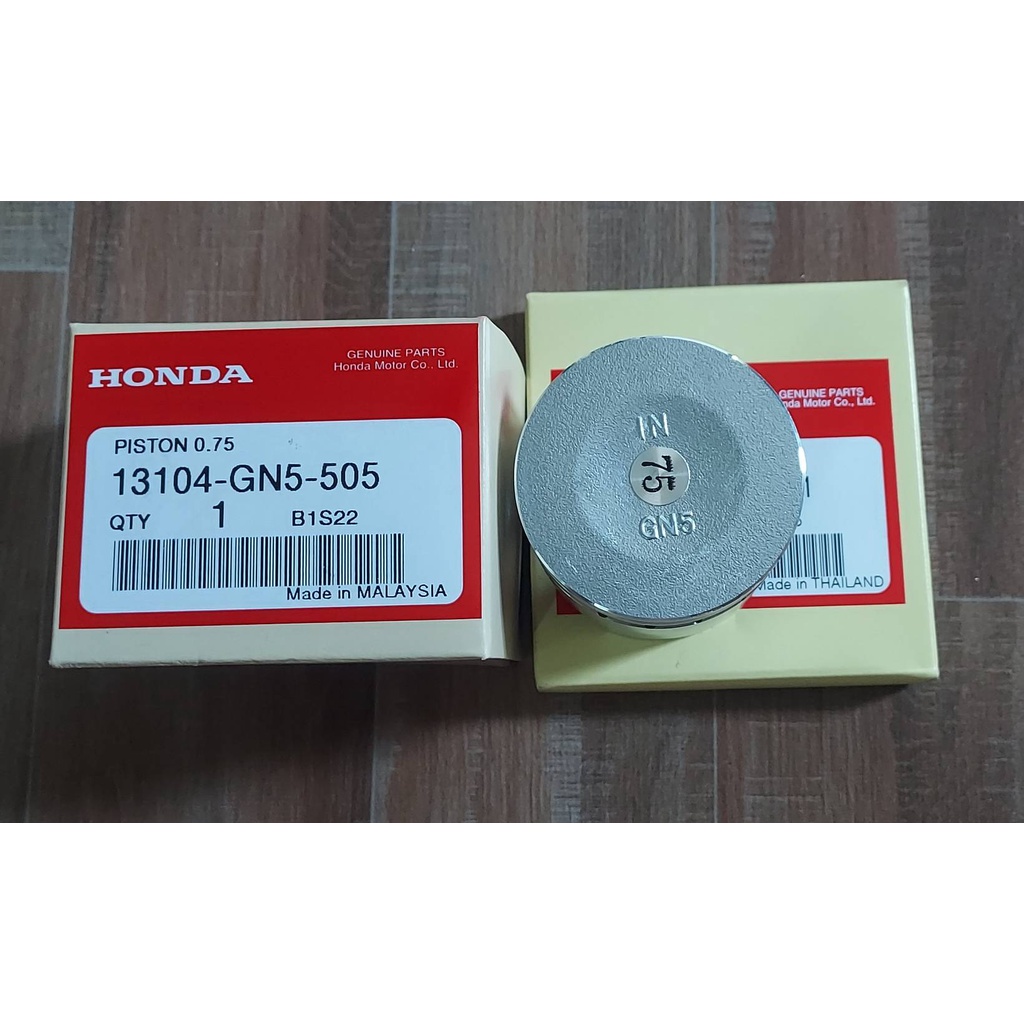 HONDA
GENUINE PARTS
Honda Motor Co., Ltd.
PISTON 0.75
13104-GN5-505
QTY 1 B1S22
Made in MALAYSIA
GENUINE PARTS
Motor Co., Ltd.
IN
75
GN5
1
Made in THAILAND